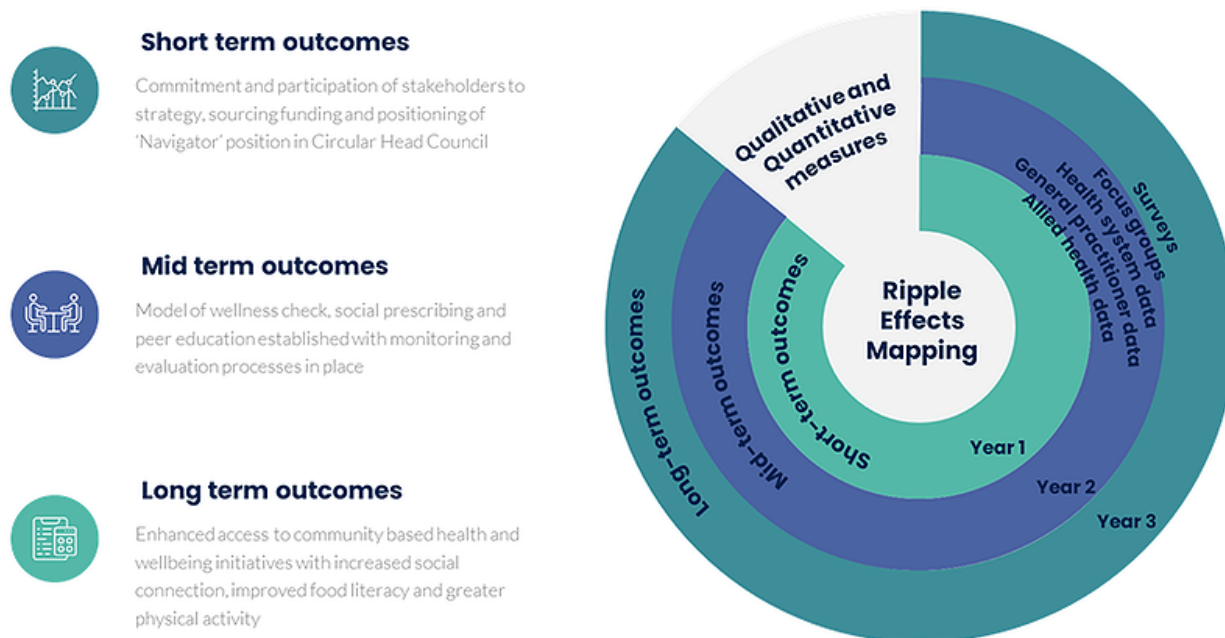 Short term outcomes
Commitment and participation of stakeholders to
strategy, sourcing funding and positioning of
‘Navigator’ position in Circular Head Council
Mid term outcomes
Model of wellness check, social prescribing and
peer education established with monitoring and
evaluation processes in place
Long term outcomes
Enhanced access to community based health and
wellbeing initiatives with increased social
connection, improved food literacy and greater
physical activity
Qualitative and
Quantitative
measures
Surveys
Focus groups
Health system data
General practitioner data
Allied health data
Ripple
Effects
Mapping
Long-term outcomes
Mid-term outcomes
Short-term outcomes
Year 1
Year 2
Year 3